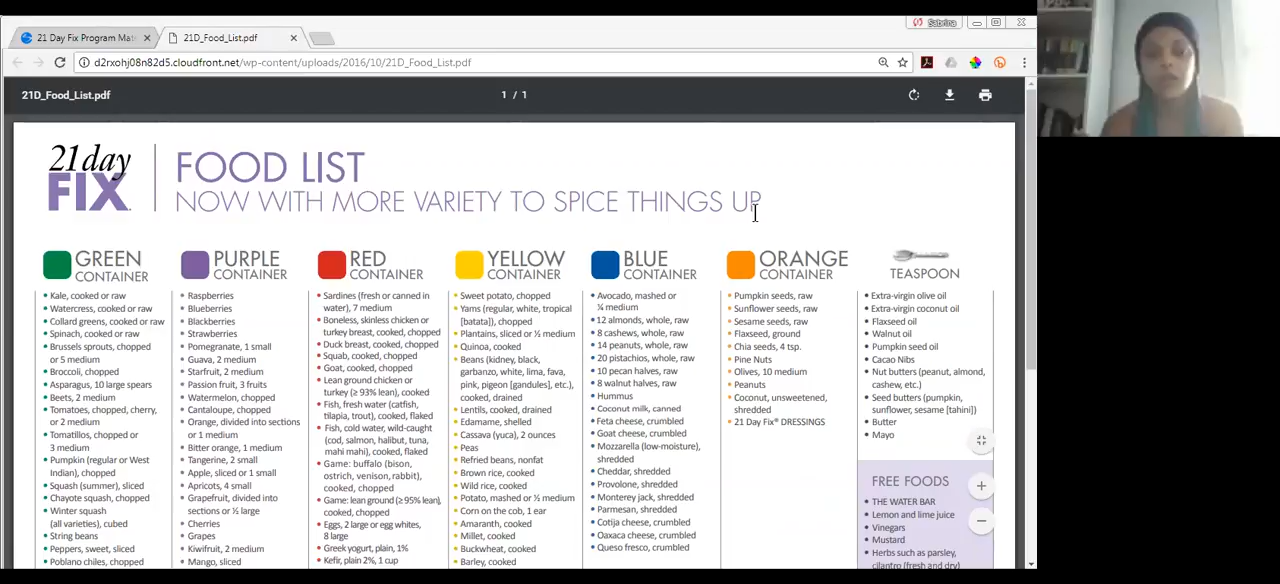 Sabrina
21 Day Fix Program Mat
21D_Food_List.pdf
d2rxohj08n82d5.cloudfront.net/wp-content/uploads/2016/10/21D_Food_List.pdf
21D_Food_List.pdf
1 / 1
21 day
FIX
FOOD LIST
NOW WITH MORE VARIETY TO SPICE THINGS UP
GREEN
CONTAINER
• Kale, cooked or raw
• Watercress, cooked or raw
• Collard greens, cooked or raw
• Spinach, cooked or raw
• Brussels sprouts, chopped
or 5 medium
• Broccoli, chopped
• Asparagus, 10 large spears
• Beets, 2 medium
• Tomatoes, chopped, cherry,
or 2 medium
• Tomatillos, chopped or
3 medium
• Pumpkin (regular or West
Indian), chopped
• Squash (summer), sliced
• Chayote squash, chopped
• Winter squash
(all varieties), cubed
• String beans
• Peppers, sweet, sliced
• Poblano chiles, chopped
PURPLE
CONTAINER
• Raspberries
• Blueberries
• Blackberries
• Strawberries
• Pomegranate, 1 small
• Guava, 2 medium
• Starfruit, 2 medium
• Passion fruit, 3 fruits
• Watermelon, chopped
• Cantaloupe, chopped
• Orange, divided into sections
or 1 medium
• Bitter orange, 1 medium
• Tangerine, 2 small
• Apple, sliced or 1 small
• Apricots, 4 small
• Grapefruit, divided into
sections or ½ large
• Cherries
• Grapes
• Kiwifruit, 2 medium
• Mango, sliced
RED
CONTAINER
• Sardines (fresh or canned in
water), 7 medium
• Boneless, skinless chicken or
turkey breast, cooked, chopped
• Duck breast, cooked, chopped
• Squab, cooked, chopped
• Goat, cooked, chopped
• Lean ground chicken or
turkey (≥ 93% lean), cooked
• Fish, fresh water (catfish,
tilapia, trout), cooked, flaked
• Fish, cold water, wild-caught
(cod, salmon, halibut, tuna,
mahi mahi), cooked, flaked
• Game: buffalo (bison,
ostrich, venison, rabbit),
cooked, chopped
• Game: lean ground (≥ 95% lean),
cooked, chopped
• Eggs, 2 large or egg whites,
8 large
• Greek yogurt, plain, 1%
• Kefir, plain 2%, 1 cup
YELLOW
CONTAINER
• Sweet potato, chopped
• Yams (regular, white, tropical
[batata]), chopped
• Plantains, sliced or ½ medium
• Quinoa, cooked
• Beans (kidney, black,
garbanzo, white, lima, fava,
pink, pigeon [gandules], etc.),
cooked, drained
• Lentils, cooked, drained
• Edamame, shelled
• Cassava (yuca), 2 ounces
• Peas
• Refried beans, nonfat
• Brown rice, cooked
• Wild rice, cooked
• Potato, mashed or ½ medium
• Corn on the cob, 1 ear
• Amaranth, cooked
• Millet, cooked
• Buckwheat, cooked
• Barley, cooked
BLUE
CONTAINER
• Avocado, mashed or
¼ medium
• 12 almonds, whole, raw
• 8 cashews, whole, raw
• 14 peanuts, whole, raw
• 20 pistachios, whole, raw
• 10 pecan halves, raw
• 8 walnut halves, raw
• Hummus
• Coconut milk, canned
• Feta cheese, crumbled
• Goat cheese, crumbled
• Mozzarella (low-moisture),
shredded
• Cheddar, shredded
• Provolone, shredded
• Monterey jack, shredded
• Parmesan, shredded
• Cotija cheese, crumbled
• Oaxaca cheese, crumbled
• Queso fresco, crumbled
ORANGE
CONTAINER
• Pumpkin seeds, raw
• Sunflower seeds, raw
• Sesame seeds, raw
• Flaxseed, ground
• Chia seeds, 4 tsp.
• Pine Nuts
• Olives, 10 medium
• Peanuts
• Coconut, unsweetened,
shredded
• 21 Day Fix® DRESSINGS
TEASPOON
• Extra-virgin olive oil
• Extra-virgin coconut oil
• Flaxseed oil
• Walnut oil
• Pumpkin seed oil
• Cacao Nibs
• Nut butters (peanut, almond,
cashew, etc.)
• Seed butters (pumpkin,
sunflower, sesame [tahini])
• Butter
• Mayo
FREE FOODS
• THE WATER BAR
• Lemon and lime juice
• Vinegars
• Mustard
• Herbs such as parsley,
cilantro (fresh and dry)